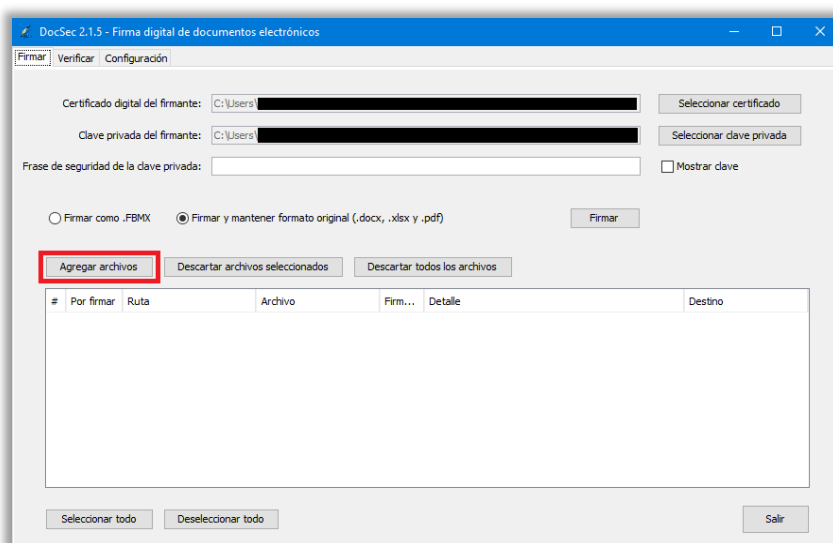 DocSec 2.1.5 - Firma digital de documentos electrónicos
Firmar Verificar Configuración
Certificado digital del firmante: C:\Users\ Seleccionar certificado
Clave privada del firmante: C:\Users\ Seleccionar clave privada
Frase de seguridad de la clave privada: Mostrar clave
Firmar como .FBMX Firmar y mantener formato original (.docx, .xlsx y .pdf) Firmar
Agregar archivos Descartar archivos seleccionados Descartar todos los archivos
# Por firmar Ruta Archivo Firm... Detalle Destino
Seleccionar todo Deseleccionar todo Salir